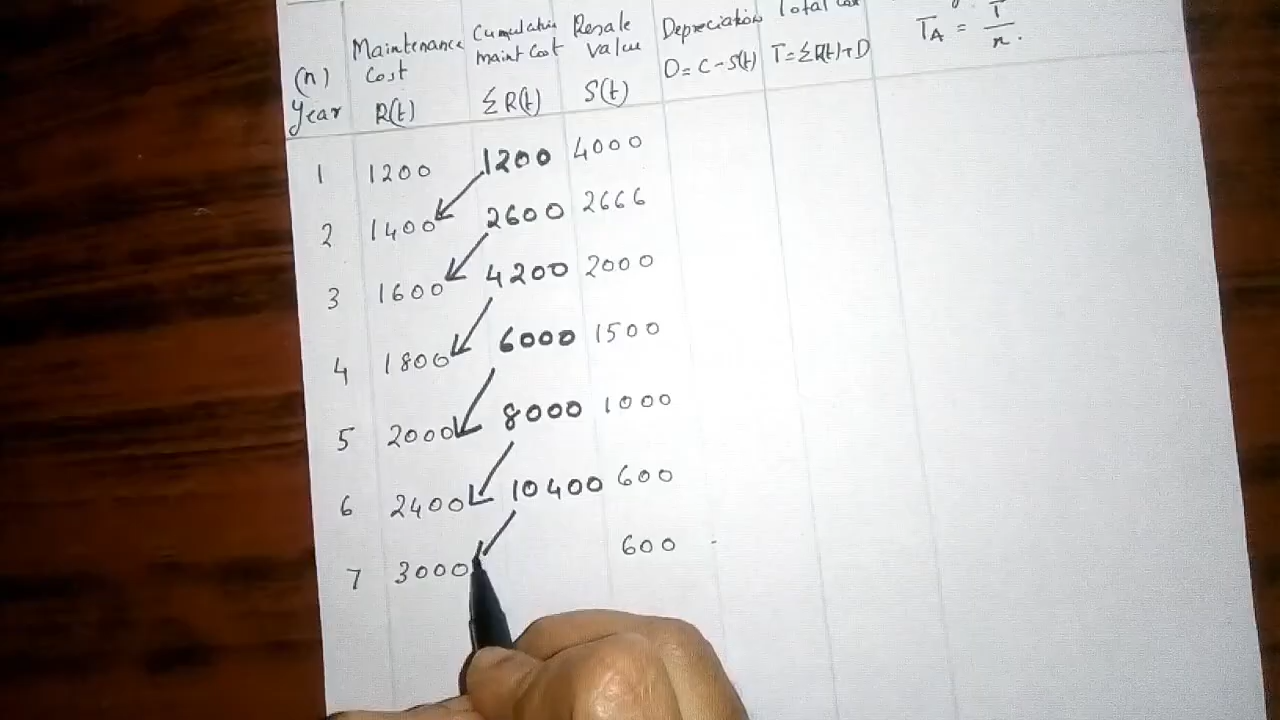 (n) Year
Maintenance Cost R(t)
Cumulative maint cost ΣR(t)
Resale Value S(t)
Depreciation D = C - S(t)
Total T = ΣR(t) + D
T_A = T/n.
1 1200 1200 4000
2 1400 2600 2666
3 1600 4200 2000
4 1800 6000 1500
5 2000 8000 1000
6 2400 10400 600
7 3000 600